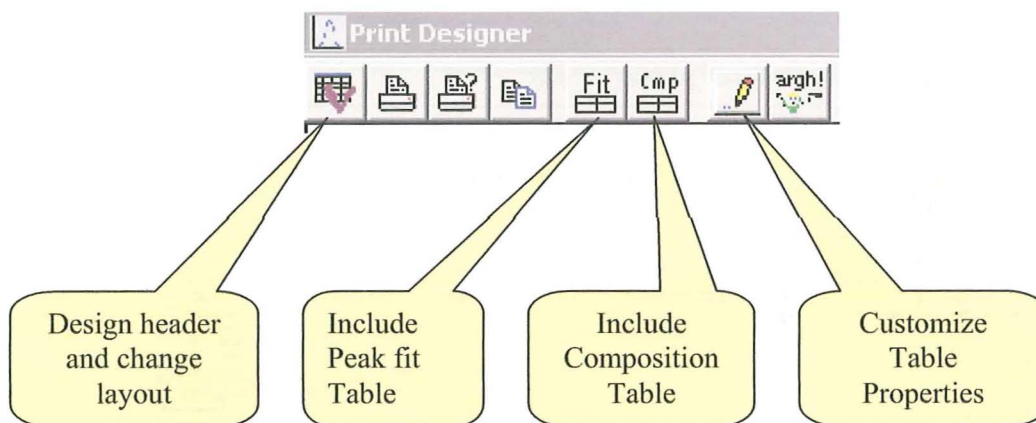 Print Designer
Fit
Cmp
argh!
Design header
and change
layout
Include
Peak fit
Table
Include
Composition
Table
Customize
Table
Properties